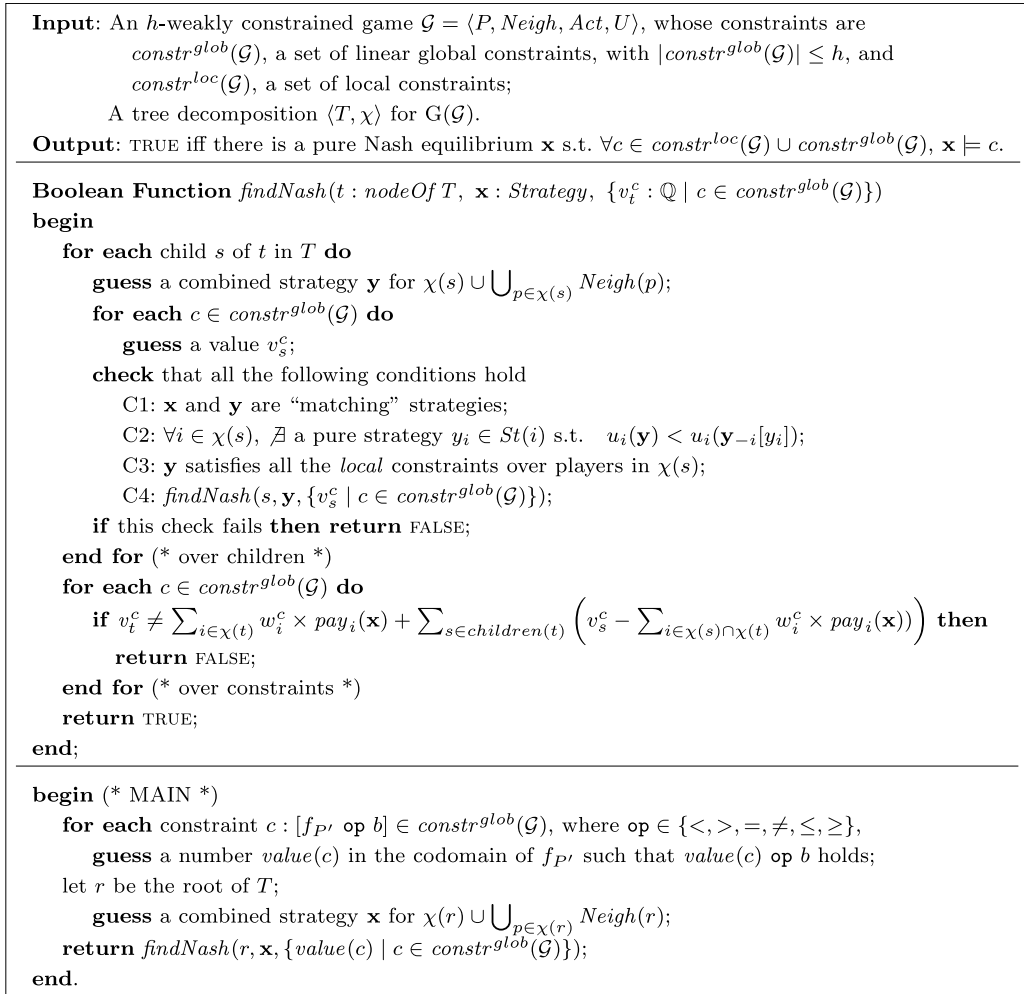 Input: An h-weakly constrained game 𝒢 = ⟨P, Neigh, Act, U⟩, whose constraints are
constr^{glob}(𝒢), a set of linear global constraints, with |constr^{glob}(𝒢)| ≤ h, and
constr^{loc}(𝒢), a set of local constraints;
A tree decomposition ⟨T, χ⟩ for G(𝒢).
Output: TRUE iff there is a pure Nash equilibrium x s.t. ∀c ∈ constr^{loc}(𝒢) ∪ constr^{glob}(𝒢), x ⊨ c.
Boolean Function findNash(t : nodeOf T, x : Strategy, {v_t^c : ℚ | c ∈ constr^{glob}(𝒢)})
begin
for each child s of t in T do
guess a combined strategy y for χ(s) ∪ ⋃_{p∈χ(s)} Neigh(p);
for each c ∈ constr^{glob}(𝒢) do
guess a value v_s^c;
check that all the following conditions hold
C1: x and y are “matching” strategies;
C2: ∀i ∈ χ(s), ∄ a pure strategy y_i ∈ St(i) s.t. u_i(y) < u_i(y_{−i}[y_i]);
C3: y satisfies all the local constraints over players in χ(s);
C4: findNash(s, y, {v_s^c | c ∈ constr^{glob}(𝒢)});
if this check fails then return FALSE;
end for (* over children *)
for each c ∈ constr^{glob}(𝒢) do
if v_t^c ≠ ∑_{i∈χ(t)} w_i^c × pay_i(x) + ∑_{s∈children(t)} (v_s^c − ∑_{i∈χ(s)∩χ(t)} w_i^c × pay_i(x))) then
return FALSE;
end for (* over constraints *)
return TRUE;
end;
begin (* MAIN *)
for each constraint c : [f_{P′} op b] ∈ constr^{glob}(𝒢), where op ∈ {<, >, =, ≠, ≤, ≥},
guess a number value(c) in the codomain of f_{P′} such that value(c) op b holds;
let r be the root of T;
guess a combined strategy x for χ(r) ∪ ⋃_{p∈χ(r)} Neigh(r);
return findNash(r, x, {value(c) | c ∈ constr^{glob}(𝒢)});
end.